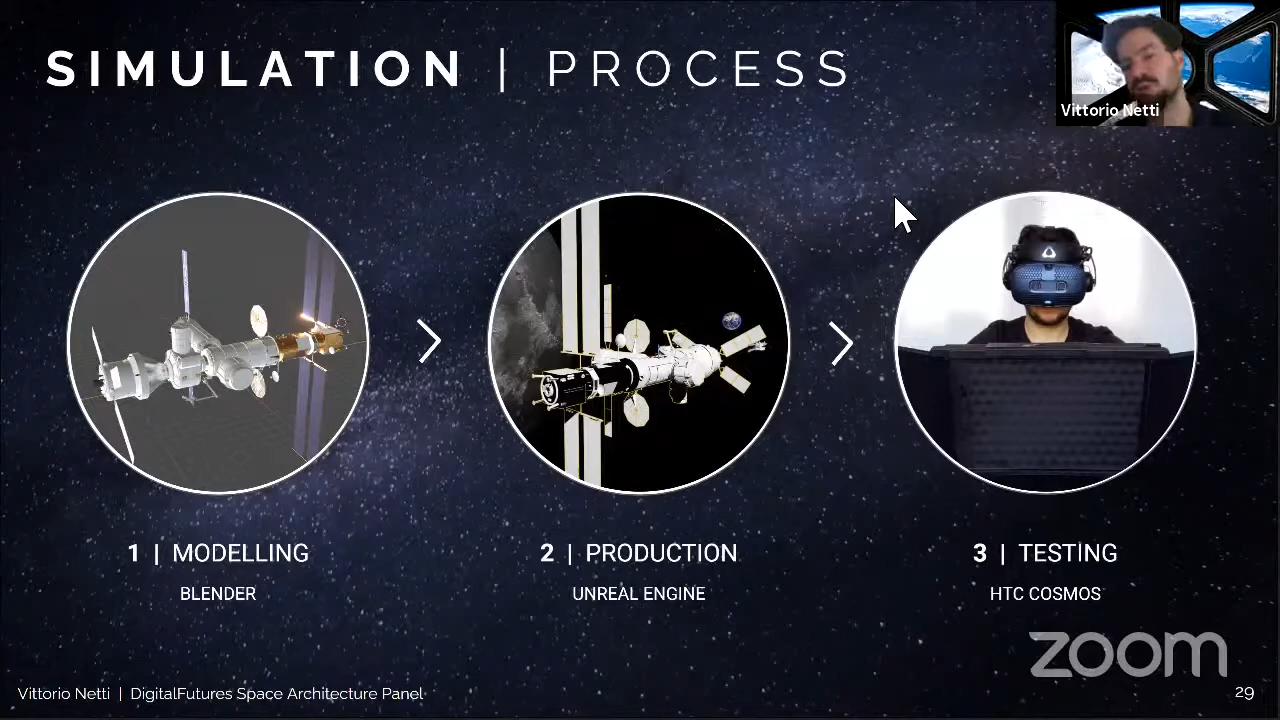 SIMULATION | PROCESS
Vittorio Netti
1 | MODELLING
BLENDER
2 | PRODUCTION
UNREAL ENGINE
3 | TESTING
HTC COSMOS
zoom
Vittorio Netti | DigitalFutures Space Architecture Panel
29